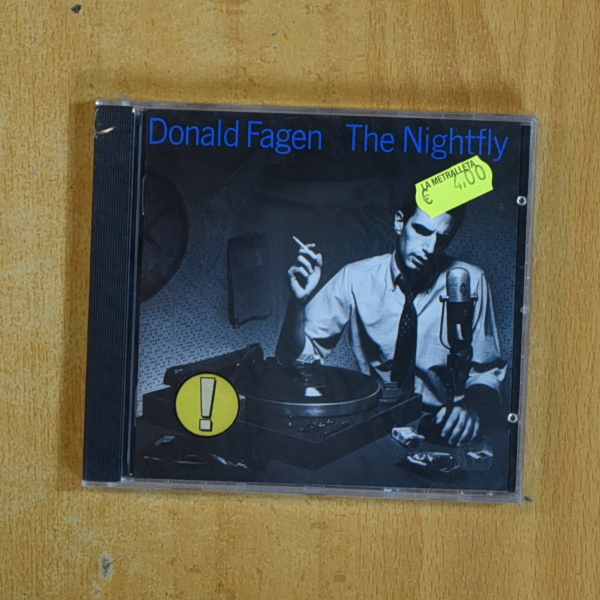 Donald Fagen The Nightfly
LA METRALLETA
€ 4,00
!